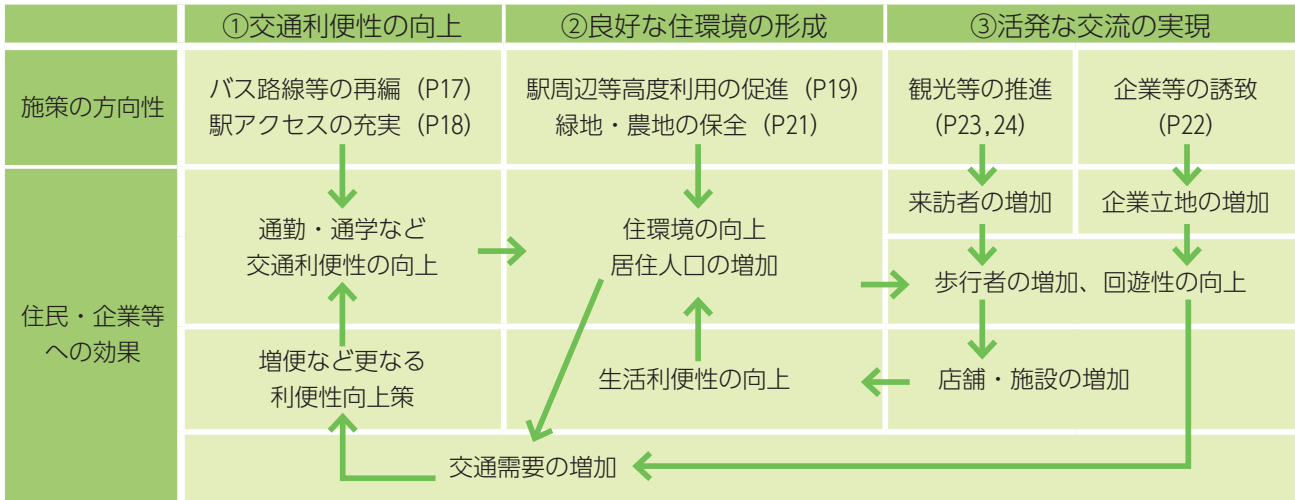 ①交通利便性の向上
②良好な住環境の形成
③活発な交流の実現
施策の方向性
バス路線等の再編（P17）
駅アクセスの充実（P18）
駅周辺等高度利用の促進（P19）
緑地・農地の保全（P21）
観光等の推進
（P23,24）
企業等の誘致
（P22）
住民・企業等
への効果
通勤・通学など
交通利便性の向上
住環境の向上
居住人口の増加
来訪者の増加
企業立地の増加
歩行者の増加、回遊性の向上
増便など更なる
利便性向上策
生活利便性の向上
店舗・施設の増加
交通需要の増加